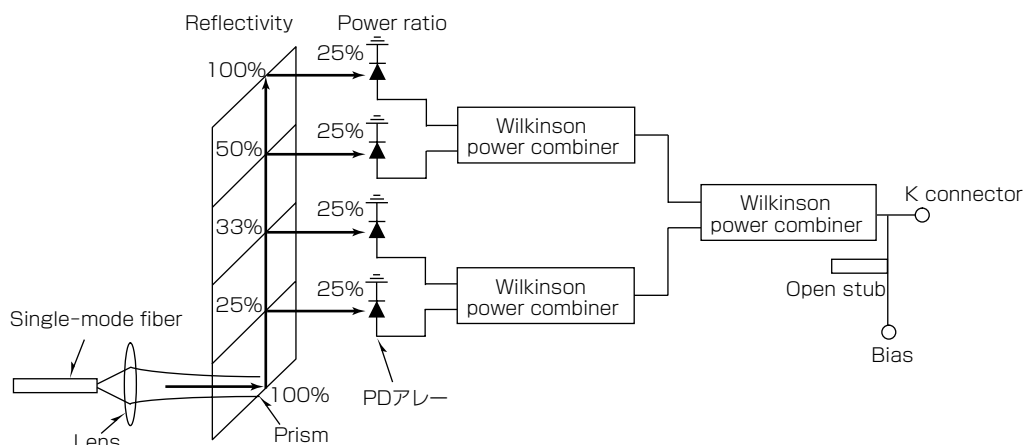 Reflectivity
Power ratio
25%
100%
Wilkinson
power combiner
25%
50%
Wilkinson
power combiner
K connector
25%
33%
Wilkinson
power combiner
Open stub
25%
25%
Single-mode fiber
Bias
100%
PDアレー
Prism
Lens